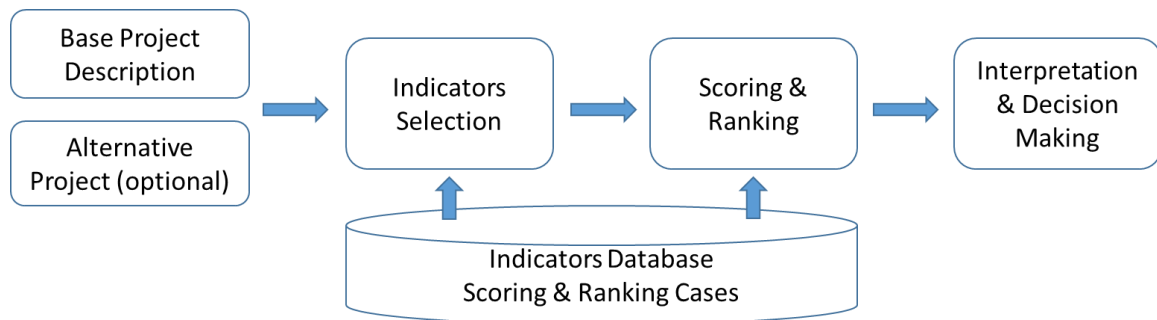 Base Project
Description
Alternative
Project (optional)
Indicators
Selection
Scoring &
Ranking
Interpretation
& Decision
Making
Indicators Database
Scoring & Ranking Cases